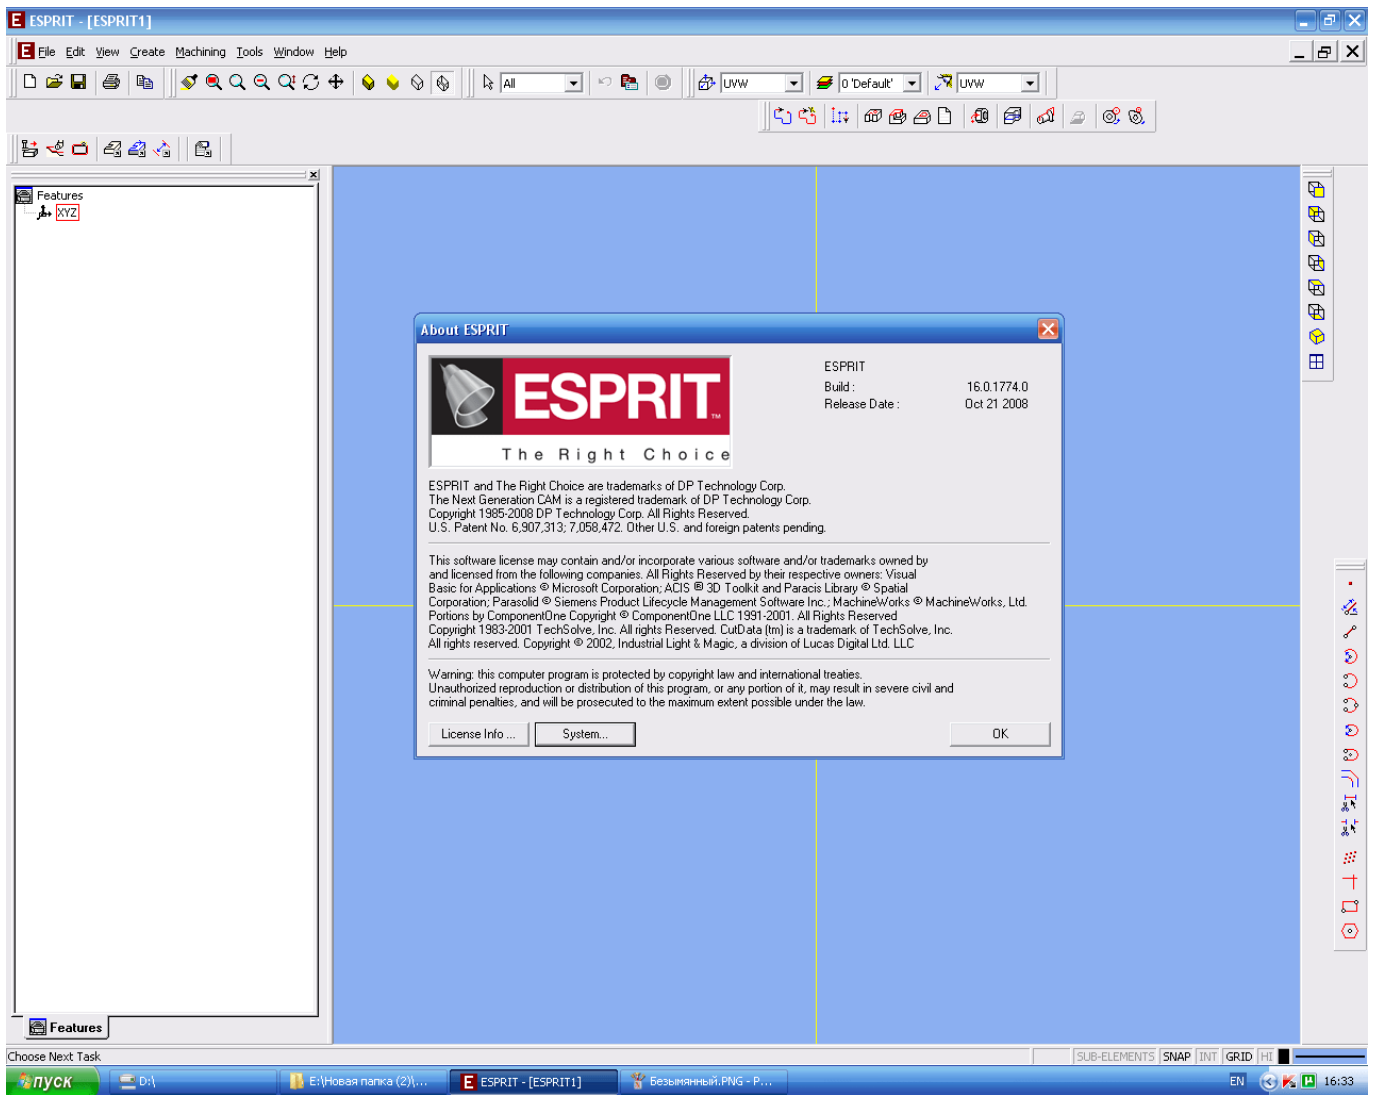 ESPRIT - [ESPRIT1]
File Edit View Create Machining Tools Window Help
All
UVW
0 'Default'
UVW
Features
XYZ
About ESPRIT
ESPRIT™
The Right Choice
ESPRIT
Build : 16.0.1774.0
Release Date : Oct 21 2008
ESPRIT and The Right Choice are trademarks of DP Technology Corp.
The Next Generation CAM is a registered trademark of DP Technology Corp.
Copyright 1985-2008 DP Technology Corp. All Rights Reserved.
U.S. Patent No. 6,907,313; 7,058,472. Other U.S. and foreign patents pending.
This software license may contain and/or incorporate various software and/or trademarks owned by
and licensed from the following companies. All Rights Reserved by their respective owners: Visual
Basic for Applications © Microsoft Corporation; ACIS ® 3D Toolkit and Paracis Library © Spatial
Corporation; Parasolid © Siemens Product Lifecycle Management Software Inc.; MachineWorks © MachineWorks, Ltd.
Portions by ComponentOne Copyright © ComponentOne LLC 1991-2001. All Rights Reserved
Copyright 1983-2001 TechSolve, Inc. All rights Reserved. CutData (tm) is a trademark of TechSolve, Inc.
All rights reserved. Copyright © 2002, Industrial Light & Magic, a division of Lucas Digital Ltd. LLC
Warning: this computer program is protected by copyright law and international treaties.
Unauthorized reproduction or distribution of this program, or any portion of it, may result in severe civil and
criminal penalties, and will be prosecuted to the maximum extent possible under the law.
License Info ... System... OK
Features
Choose Next Task
SUB-ELEMENTS SNAP INT GRID HI
пуск D:\ E:\Новая папка (2)\... ESPRIT - [ESPRIT1] Безымянный.PNG - P... EN 16:33